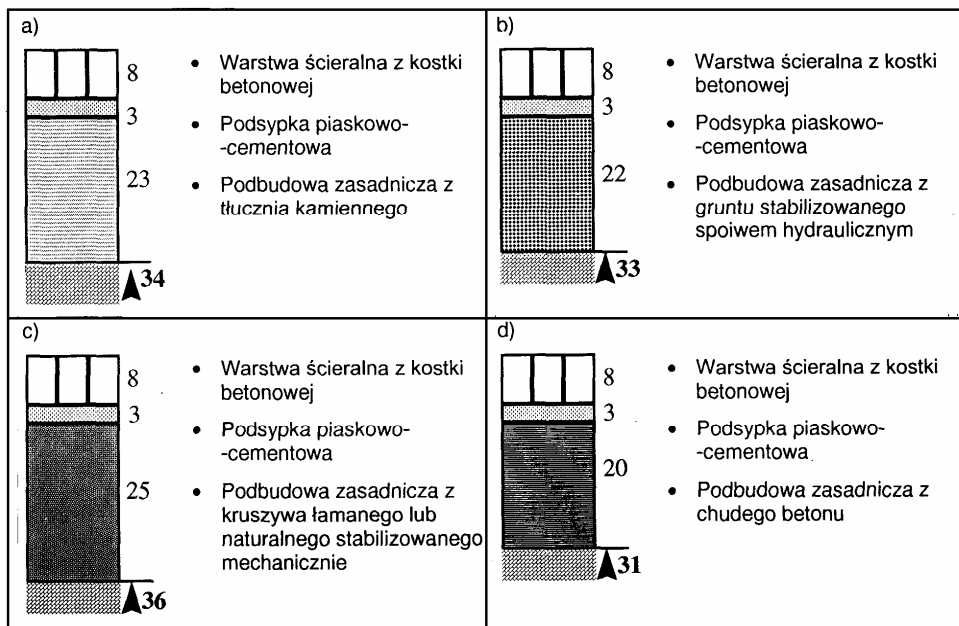 a)
8
3
23
34
• Warstwa ścieralna z kostki
betonowej
• Podsypka piaskowo-
-cementowa
• Podbudowa zasadnicza z
tłucznia kamiennego
b)
8
3
22
33
• Warstwa ścieralna z kostki
betonowej
• Podsypka piaskowo-
-cementowa
• Podbudowa zasadnicza z
gruntu stabilizowanego
spoiwem hydraulicznym
c)
8
3
25
36
• Warstwa ścieralna z kostki
betonowej
• Podsypka piaskowo-
-cementowa
• Podbudowa zasadnicza z
kruszywa łamanego lub
naturalnego stabilizowanego
mechanicznie
d)
8
3
20
31
• Warstwa ścieralna z kostki
betonowej
• Podsypka piaskowo-
-cementowa
• Podbudowa zasadnicza z
chudego betonu